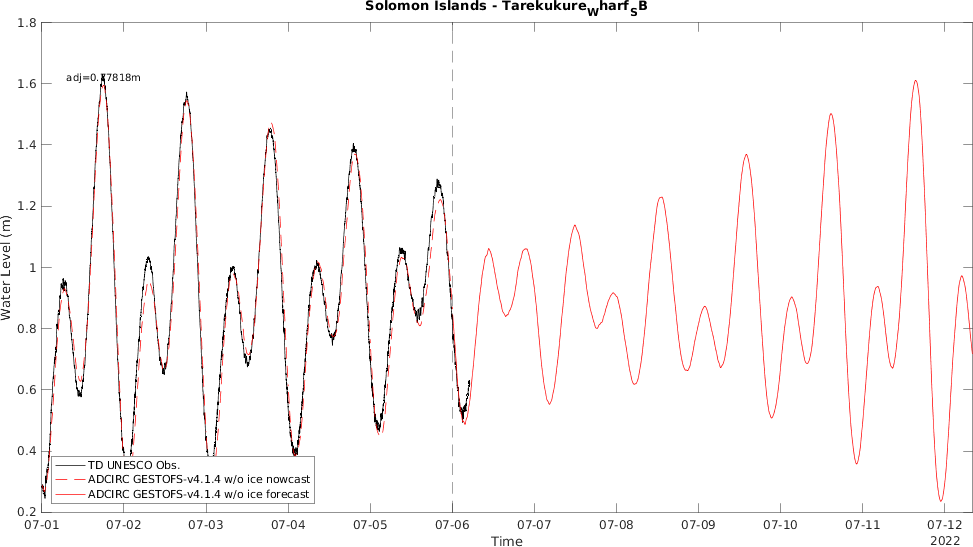 Solomon Islands - Tarekukure_Wharf_SB
1.8
1.6
1.4
1.2
1
0.8
0.6
0.4
0.2
Water Level (m)
adj=0.77818m
TD UNESCO Obs.
ADCIRC GESTOFS-v4.1.4 w/o ice nowcast
ADCIRC GESTOFS-v4.1.4 w/o ice forecast
07-01 07-02 07-03 07-04 07-05 07-06 07-07 07-08 07-09 07-10 07-11 07-12
Time
2022